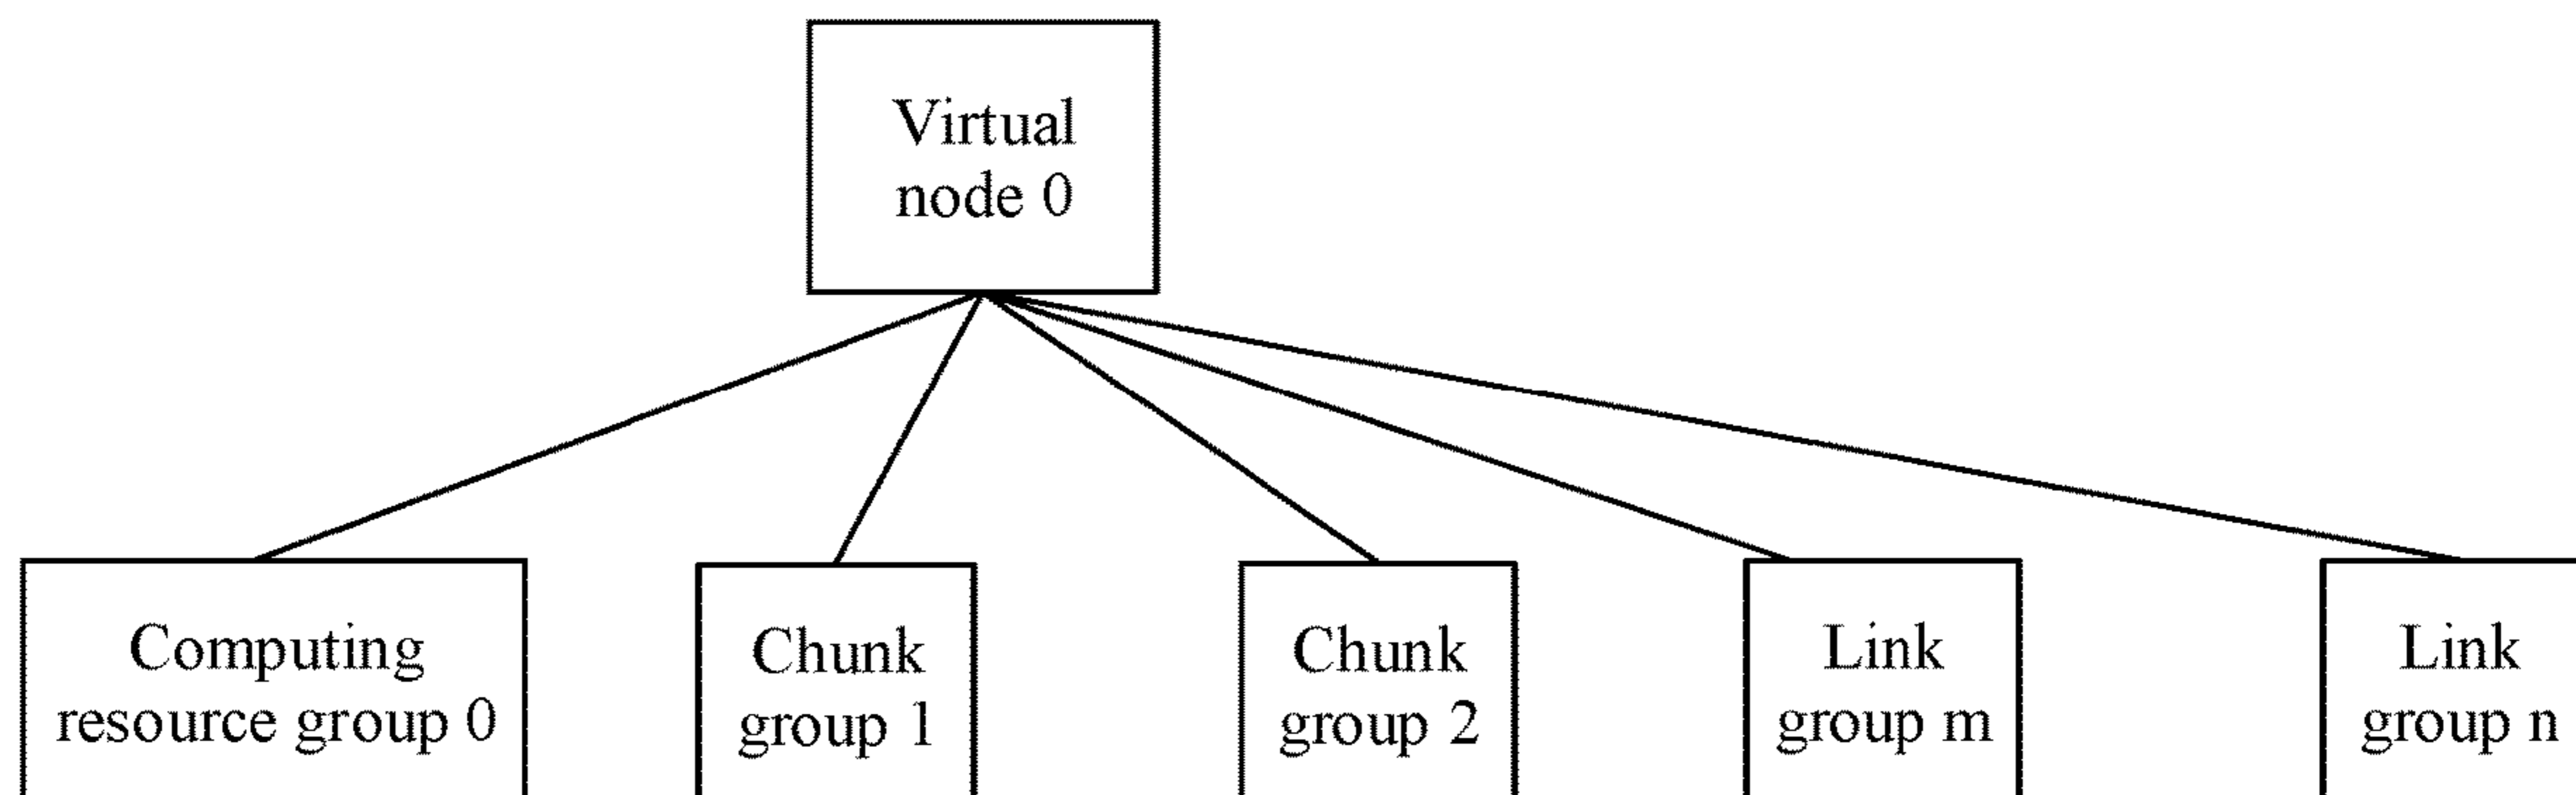 Virtual
node 0
Computing
resource group 0
Chunk
group 1
Chunk
group 2
Link
group m
Link
group n